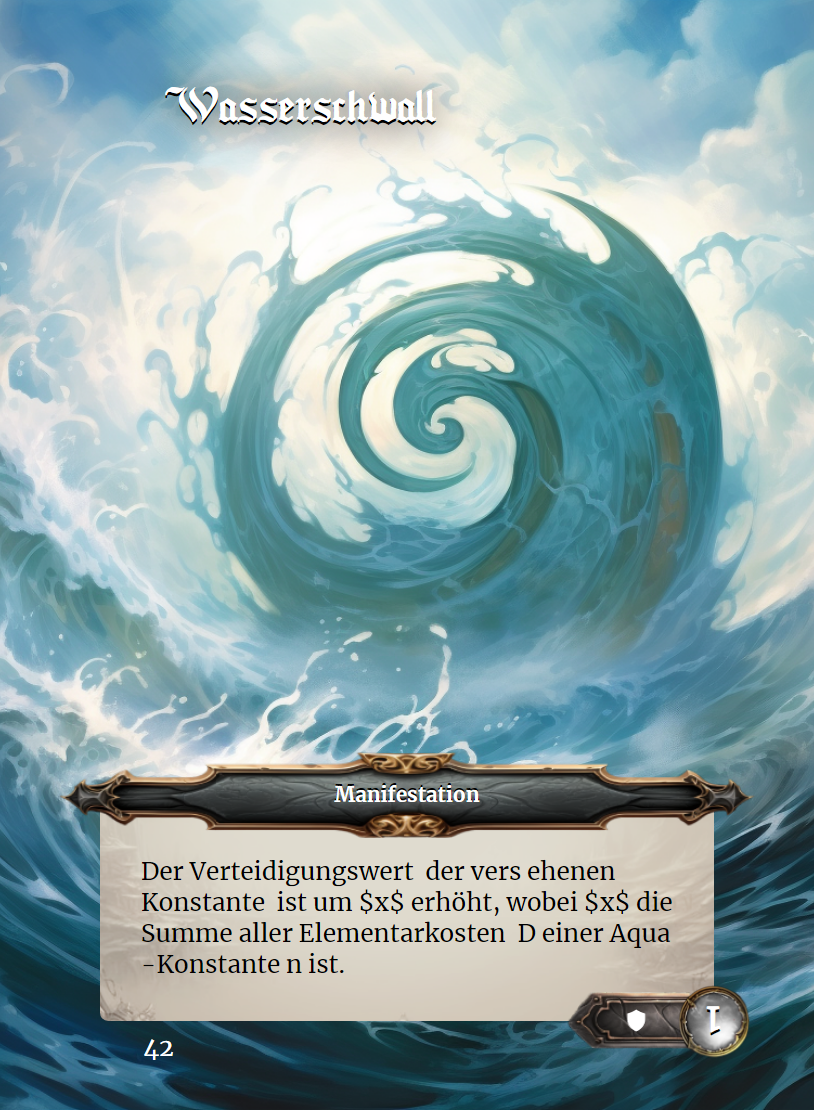 Wasserschwall
Manifestation
Der Verteidigungswert der vers ehenen
Konstante ist um $x$ erhöht, wobei $x$ die
Summe aller Elementarkosten D einer Aqua
-Konstante n ist.
42